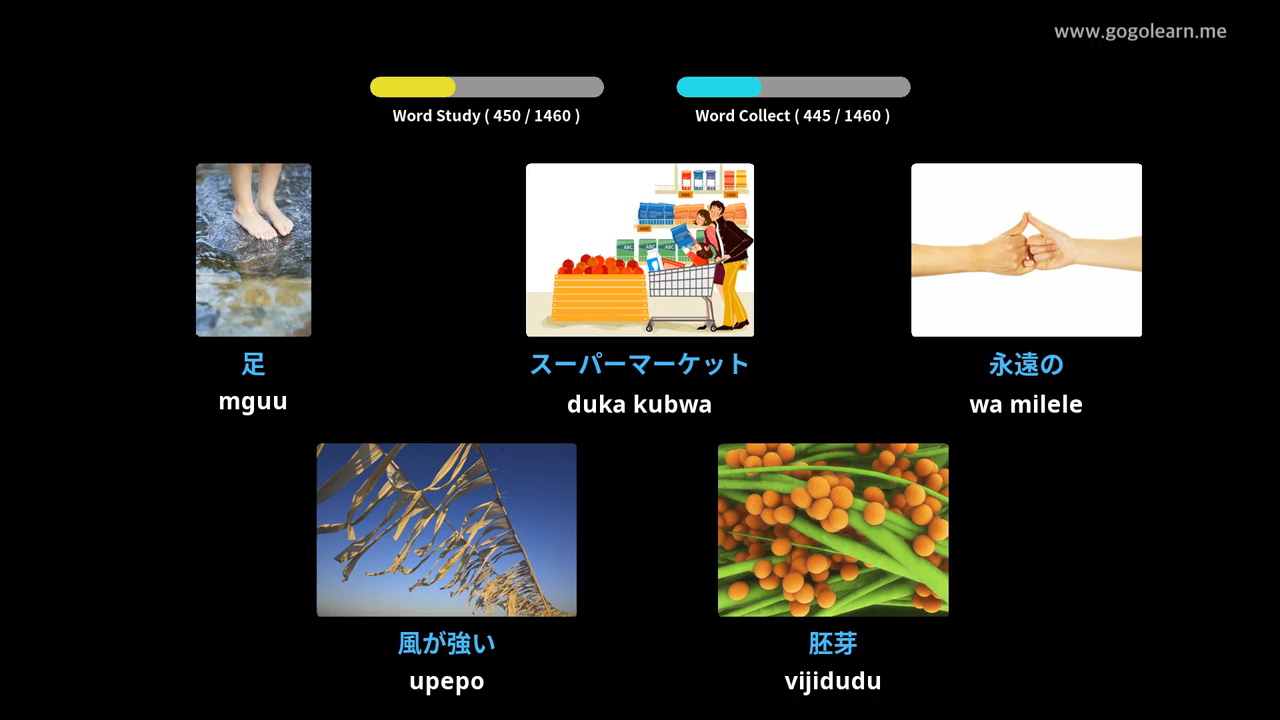 www.gogolearn.me
Word Study ( 450 / 1460 )
Word Collect ( 445 / 1460 )
足
mguu
スーパーマーケット
duka kubwa
永遠の
wa milele
風が強い
upepo
胚芽
vijidudu